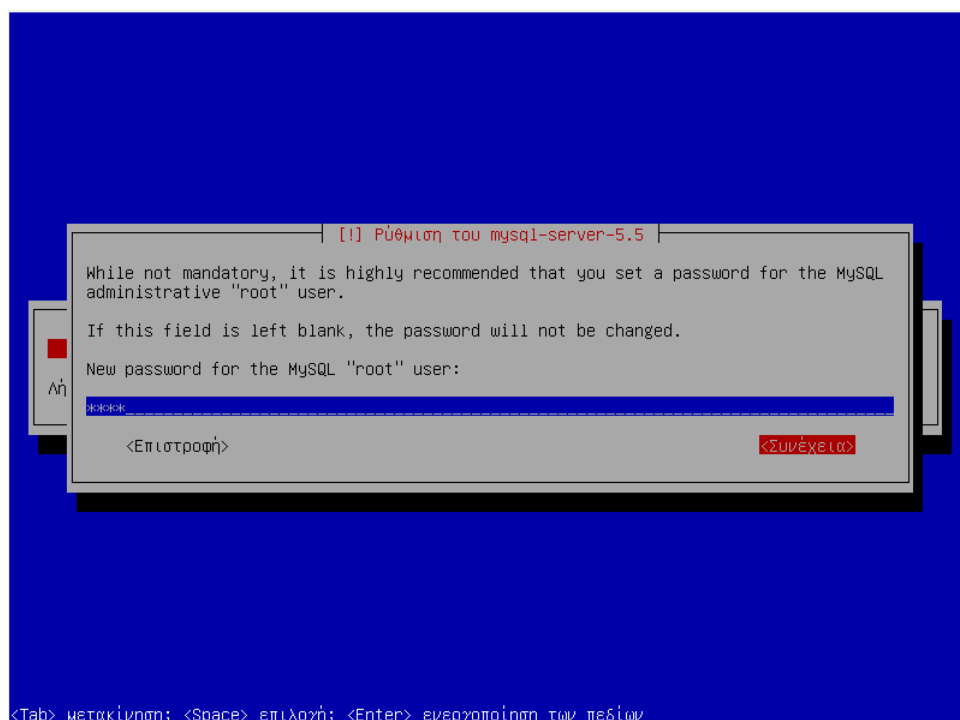 [!] Ρύθμιση του mysql-server-5.5
While not mandatory, it is highly recommended that you set a password for the MySQL
administrative "root" user.
If this field is left blank, the password will not be changed.
New password for the MySQL "root" user:
Λή
****
<Επιστροφή> <Συνέχεια>
<Tab> μετακίνηση; <Space> επιλογή; <Enter> ενεργοποίηση των πεδίων